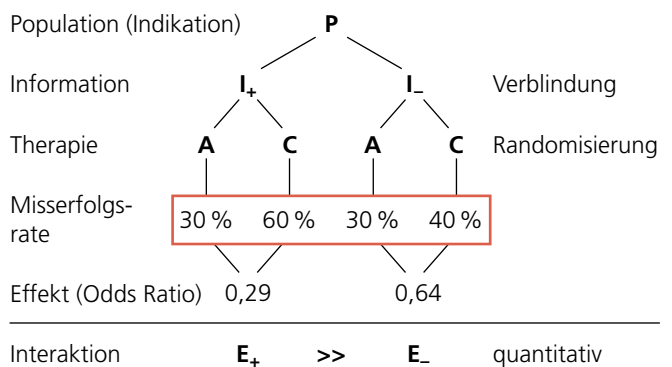 Population (Indikation) P
Information I₊ I₋ Verblindung
Therapie A C A C Randomisierung
Misserfolgs-
rate 30 % 60 % 30 % 40 %
Effekt (Odds Ratio) 0,29 0,64
Interaktion E₊ >> E₋ quantitativ